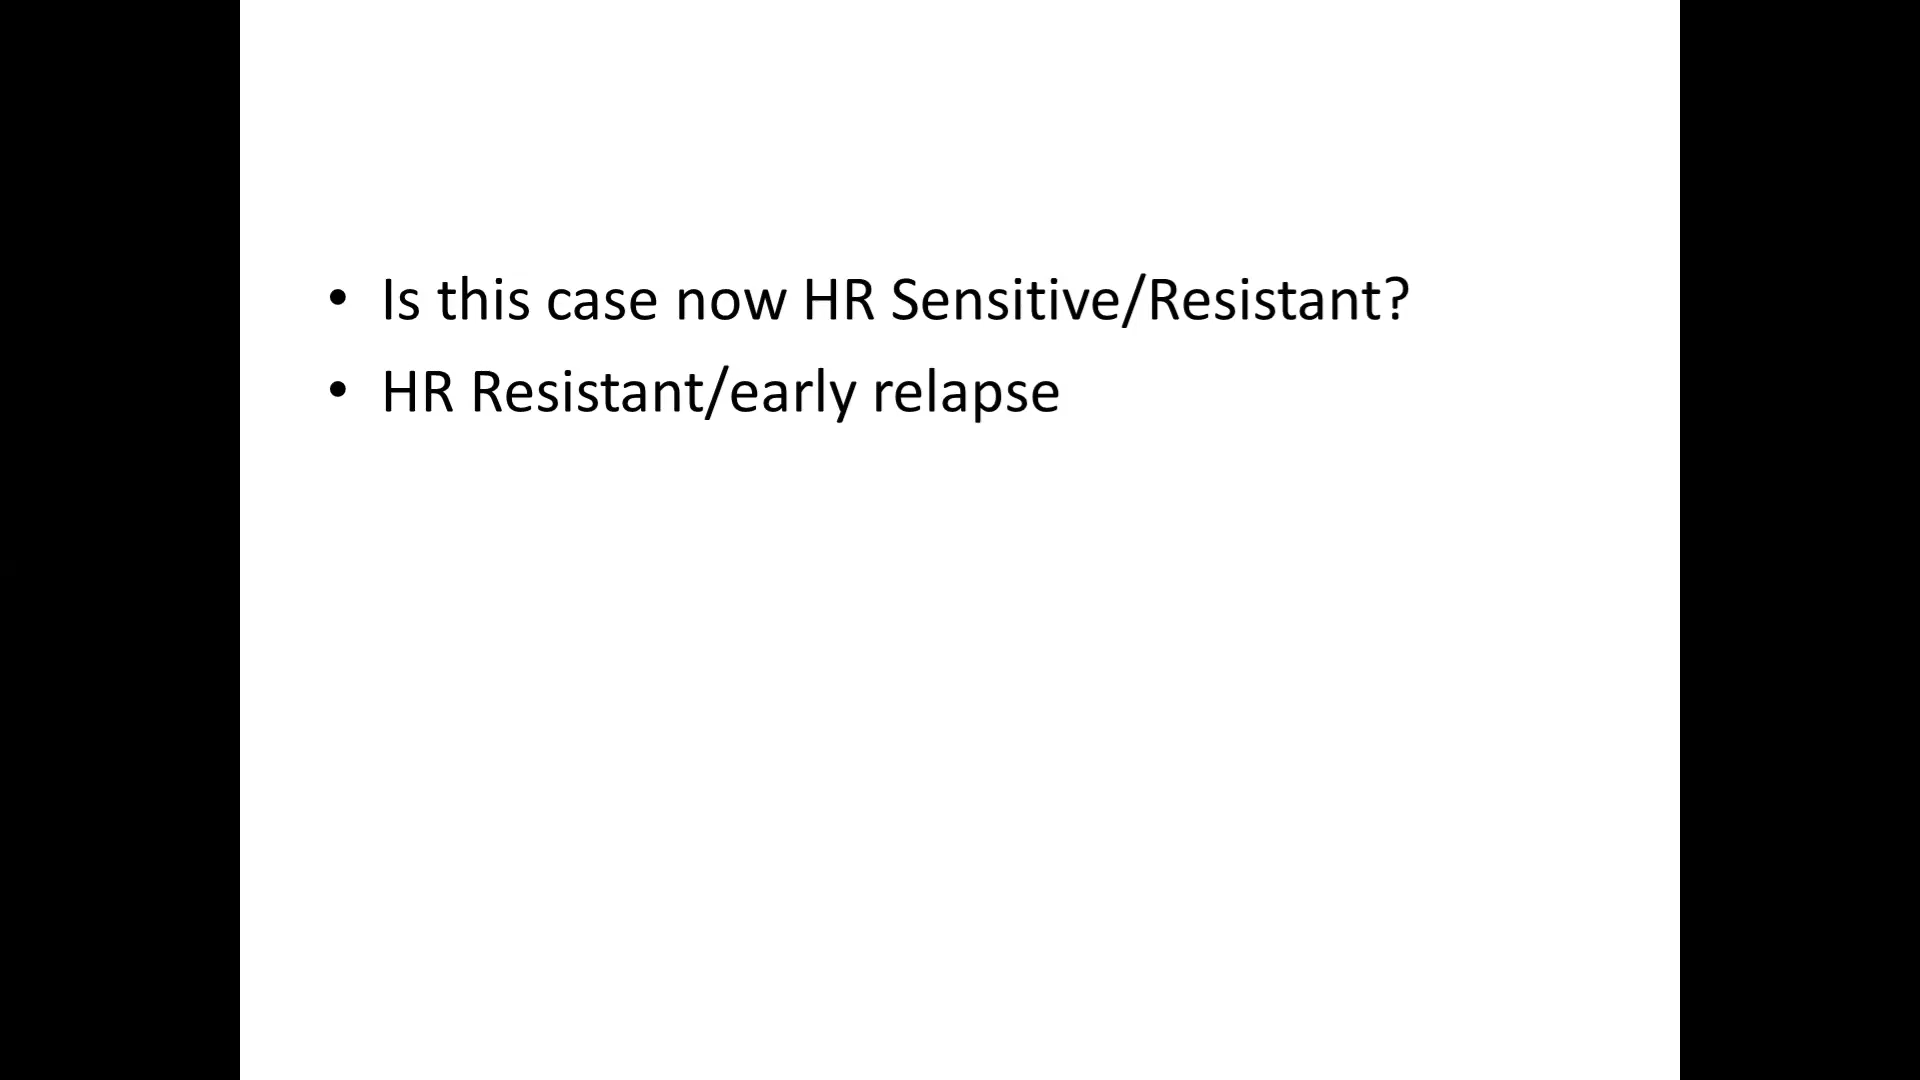 • Is this case now HR Sensitive/Resistant?
• HR Resistant/early relapse